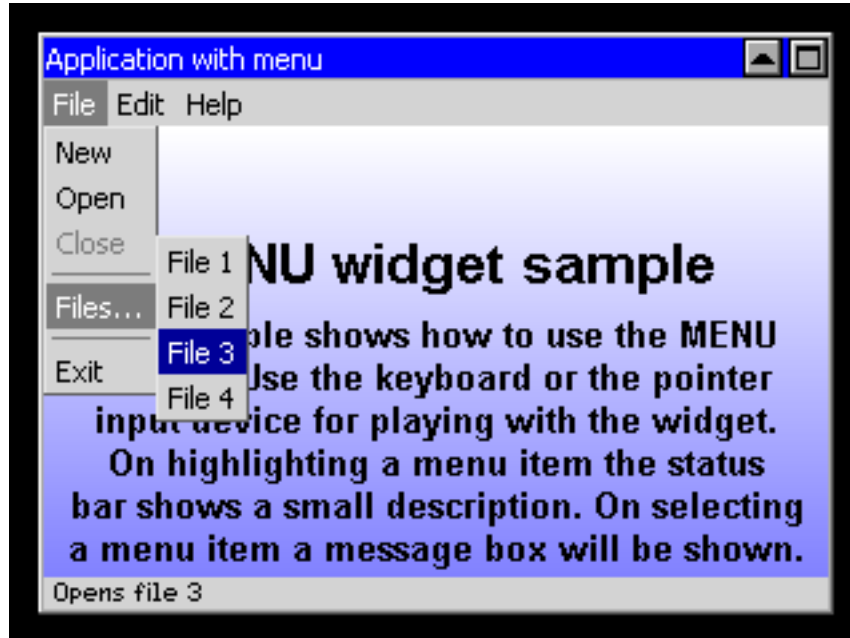 Application with menu
File Edit Help
New
Open
Close
Files...
Exit
File 1
File 2
File 3
File 4
NU widget sample
ple shows how to use the MENU
Use the keyboard or the pointer
input device for playing with the widget.
On highlighting a menu item the status
bar shows a small description. On selecting
a menu item a message box will be shown.
Opens file 3